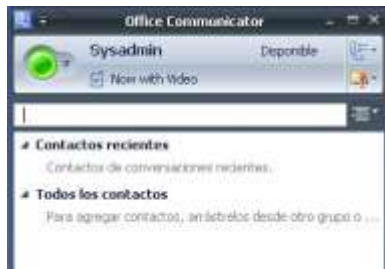 Office Communicator
Sysadmin Disponible
Now with Video
Contactos recientes
Contactos de conversaciones recientes.
Todos los contactos
Para agregar contactos, arrástrelos desde otro grupo o ...